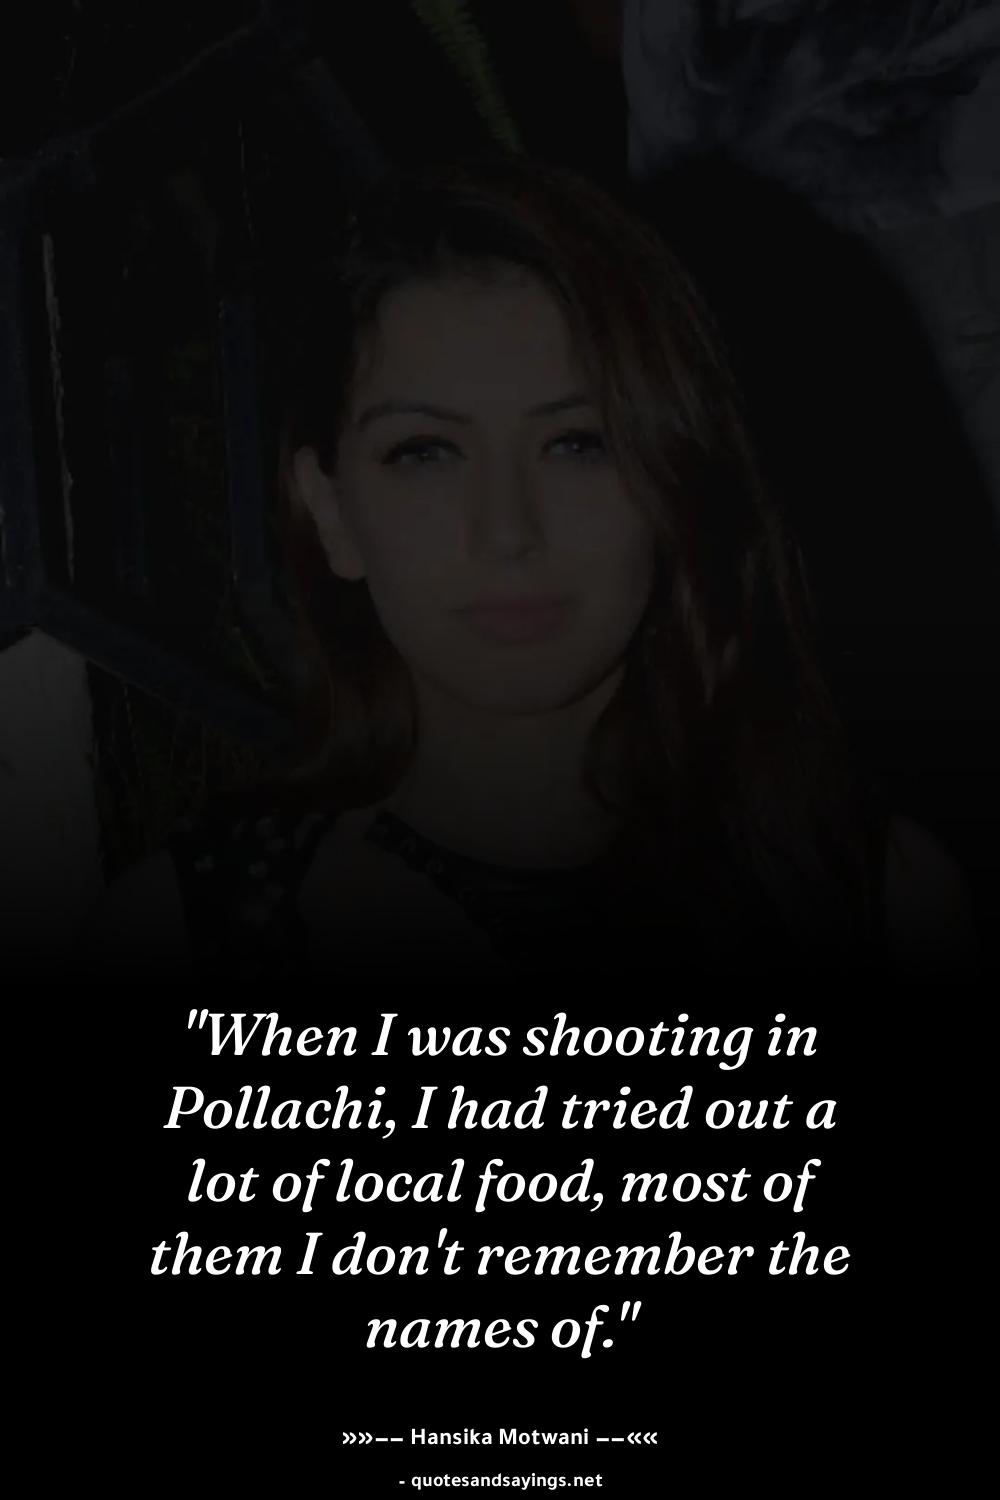 "When I was shooting in
Pollachi, I had tried out a
lot of local food, most of
them I don't remember the
names of."
»»−− Hansika Motwani −−««
- quotesandsayings.net